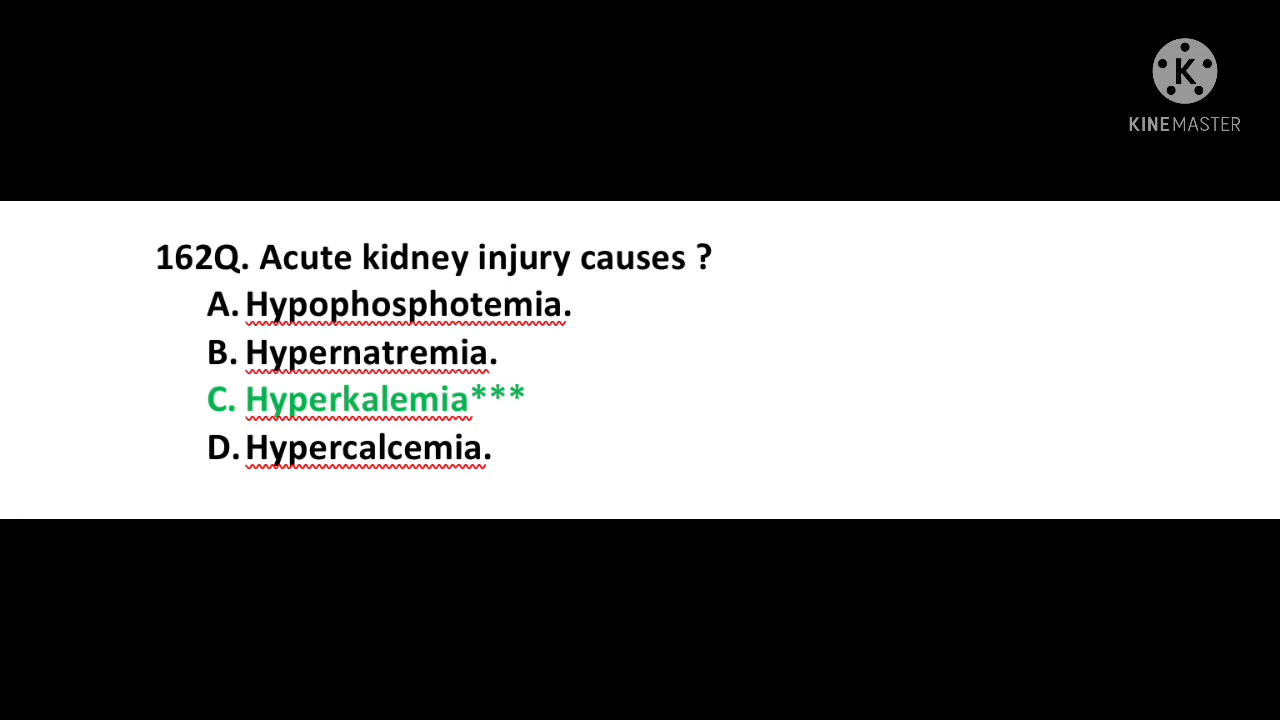 K
KINEMASTER
162Q. Acute kidney injury causes ?
A. Hypophosphotemia.
B. Hypernatremia.
C. Hyperkalemia***
D. Hypercalcemia.